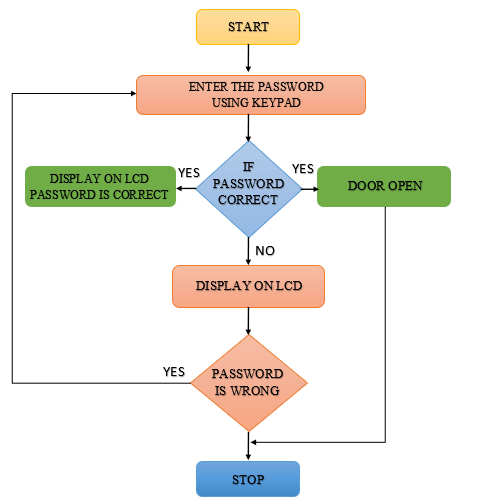 START
ENTER THE PASSWORD
USING KEYPAD
IF
PASSWORD
CORRECT
YES
DISPLAY ON LCD
PASSWORD IS CORRECT
YES
DOOR OPEN
NO
DISPLAY ON LCD
YES
PASSWORD
IS WRONG
STOP